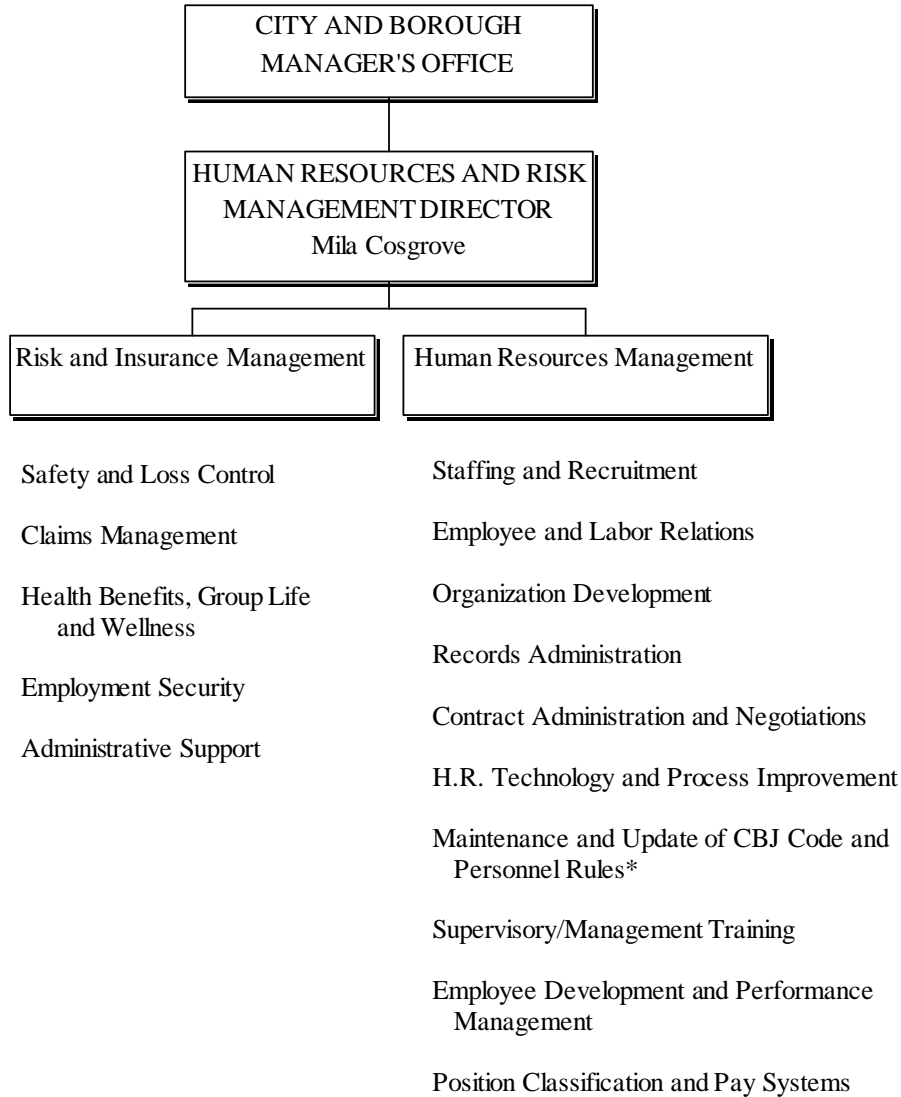 CITY AND BOROUGH
MANAGER'S OFFICE
HUMAN RESOURCES AND RISK
MANAGEMENT DIRECTOR
Mila Cosgrove
Risk and Insurance Management
Safety and Loss Control
Claims Management
Health Benefits, Group Life
and Wellness
Employment Security
Administrative Support
Human Resources Management
Staffing and Recruitment
Employee and Labor Relations
Organization Development
Records Administration
Contract Administration and Negotiations
H.R. Technology and Process Improvement
Maintenance and Update of CBJ Code and
Personnel Rules*
Supervisory/Management Training
Employee Development and Performance
Management
Position Classification and Pay Systems